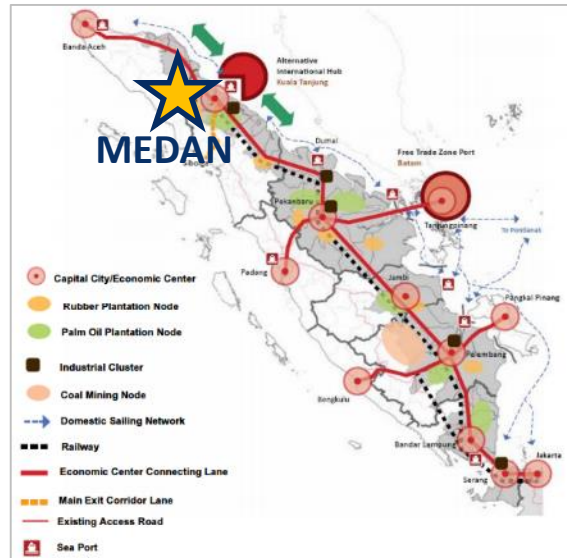 Banda Aceh
Alternative
International Hub
Kuala Tanjung
MEDAN
Dumai
Free Trade Zone Port
Batam
Pekanbaru
Tanjungpinang
To Pontianak
Padang
Jambi
Pangkal Pinang
Palembang
Bengkulu
Bandar Lampung
Jakarta
Serang
Capital City/Economic Center
Rubber Plantation Node
Palm Oil Plantation Node
Industrial Cluster
Coal Mining Node
Domestic Sailing Network
Railway
Economic Center Connecting Lane
Main Exit Corridor Lane
Existing Access Road
Sea Port